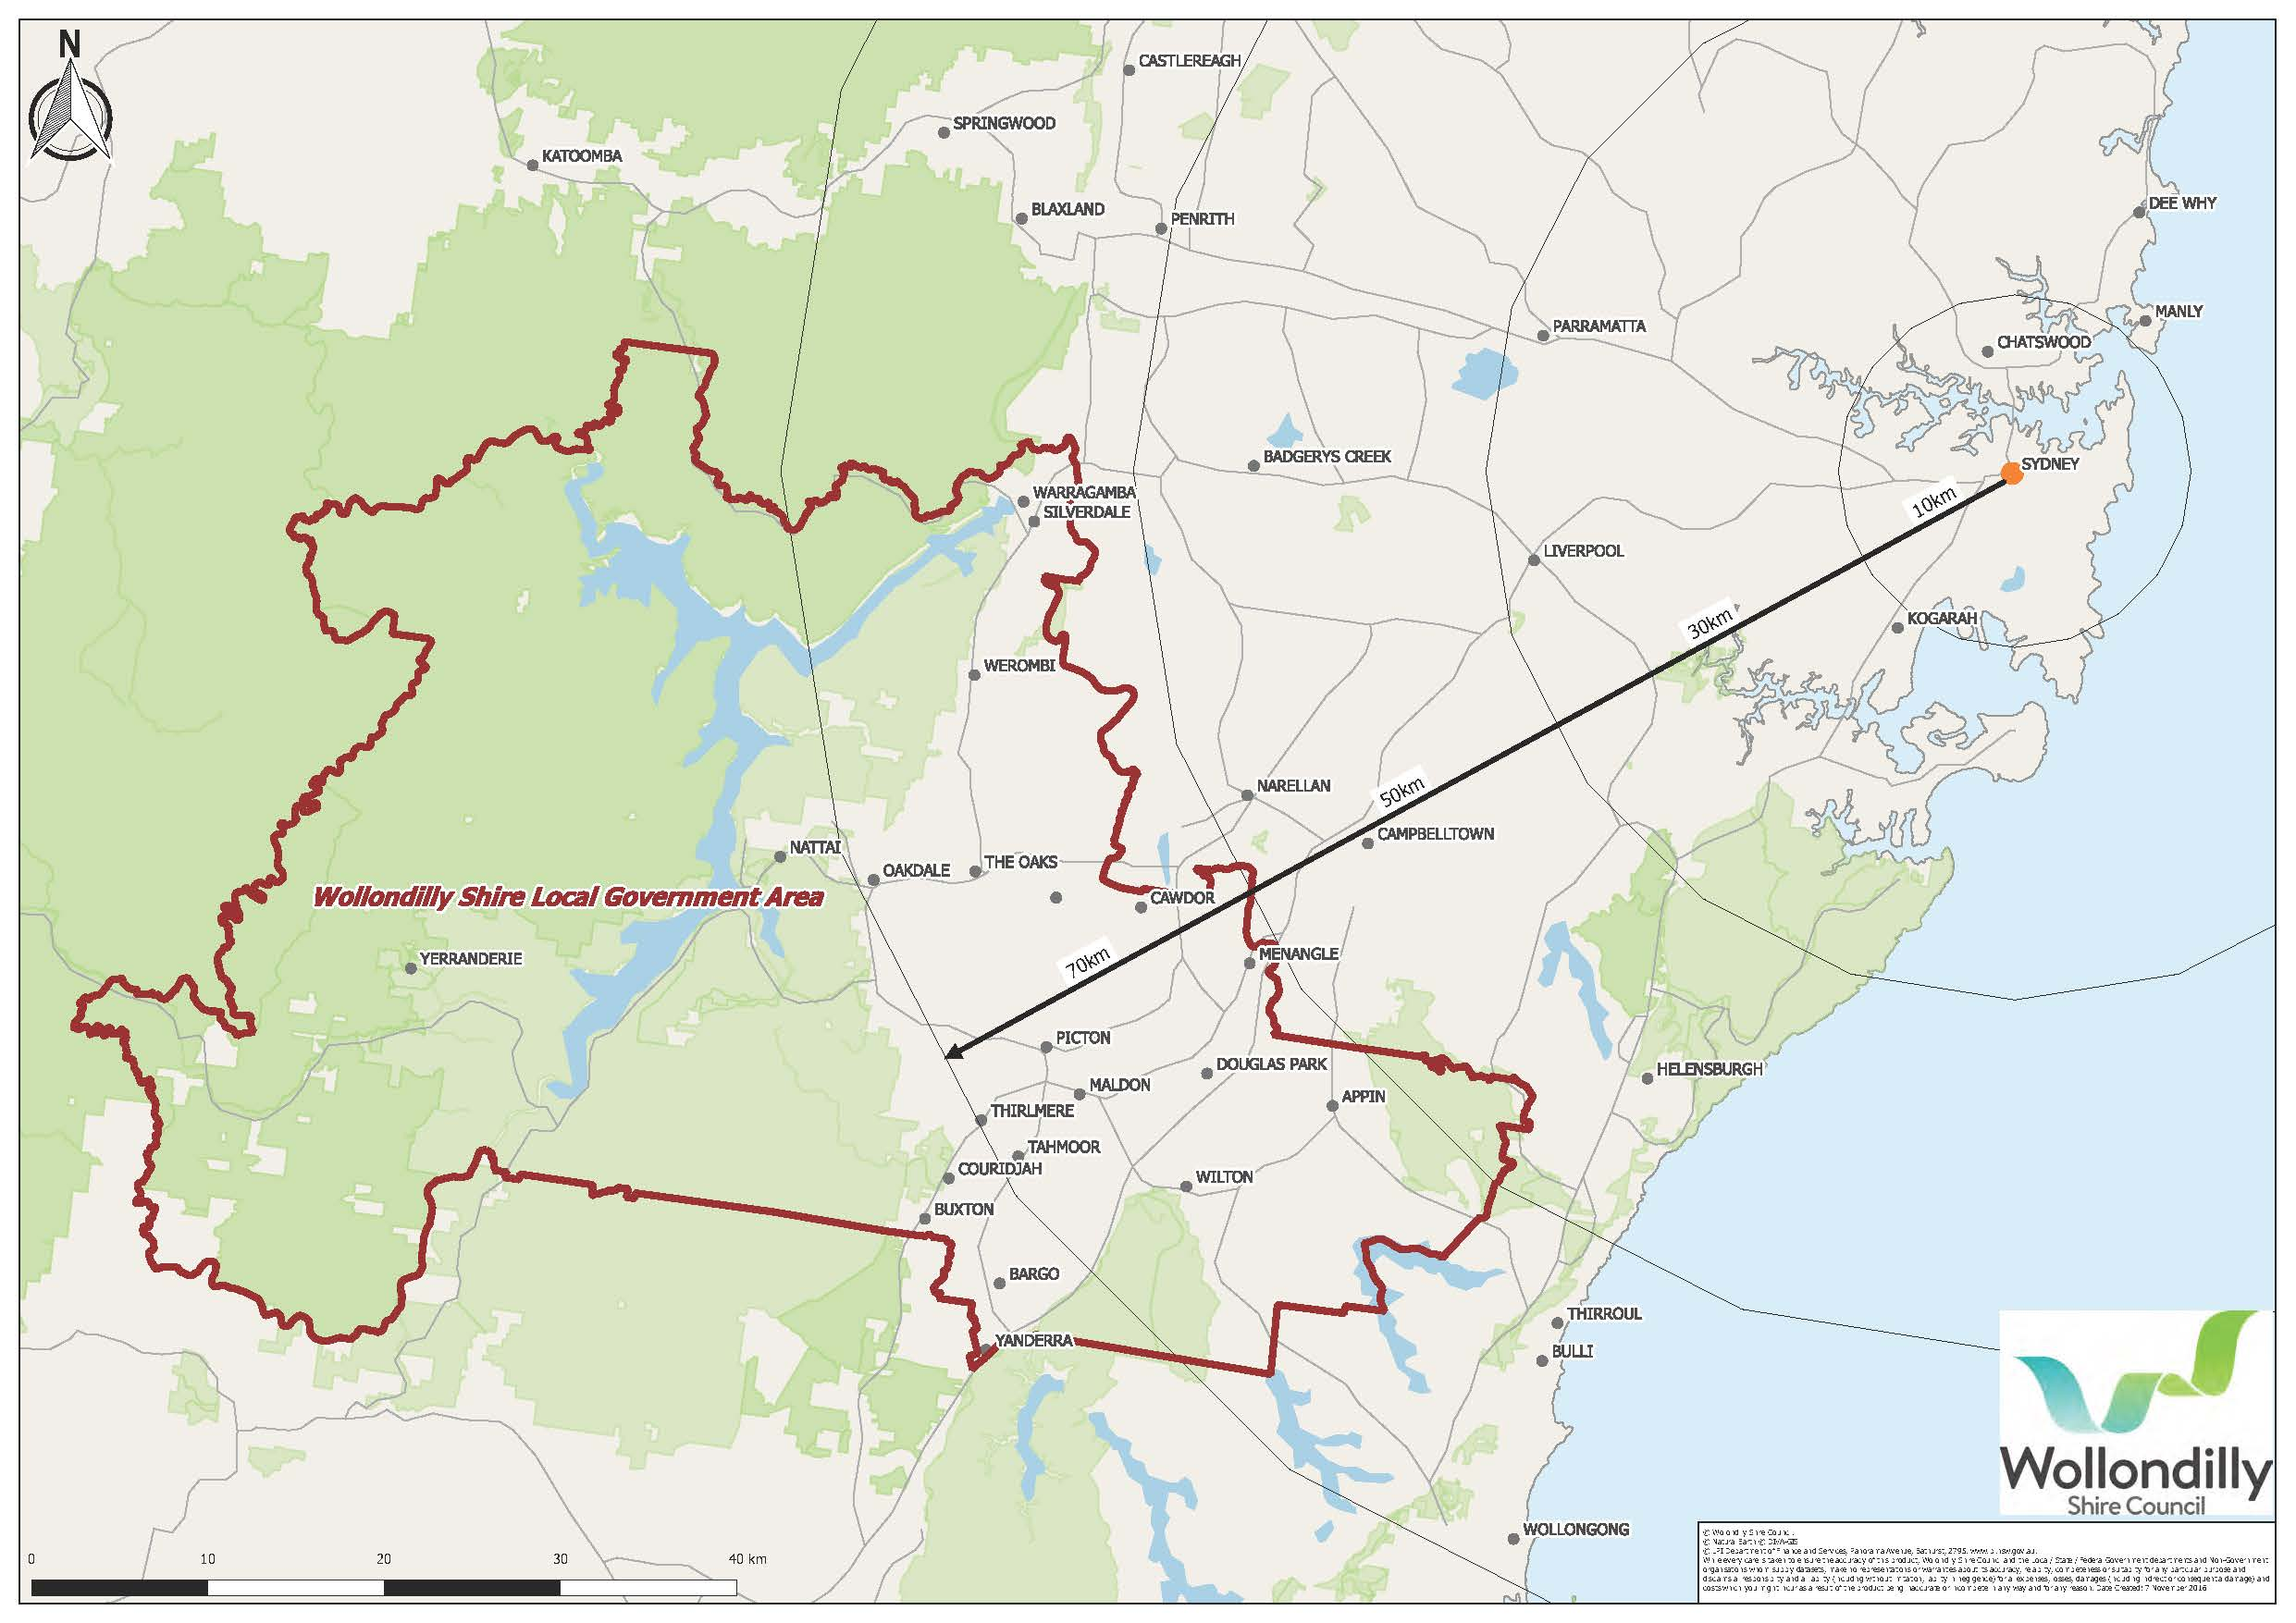 N
CASTLEREAGH
SPRINGWOOD
KATOOMBA
DEE WHY
BLAXLAND
PENRITH
MANLY
PARRAMATTA
CHATSWOOD
BADGERYS CREEK
SYDNEY
WARRAGAMBA
10km
SILVERDALE
LIVERPOOL
30km
KOGARAH
WEROMBI
NARELLAN
50km
CAMPBELLTOWN
NATTAI
THE OAKS
OAKDALE
Wollondilly Shire Local Government Area
CAWDOR
MENANGLE
YERRANDERIE
70km
PICTON
DOUGLAS PARK
HELENSBURGH
MALDON
APPIN
THIRLMERE
TAHMOOR
COURIDJAH
WILTON
BUXTON
BARGO
THIRROUL
YANDERRA
BULLI
Wollondilly
Shire Council
WOLLONGONG
0 10 20 30 40 km